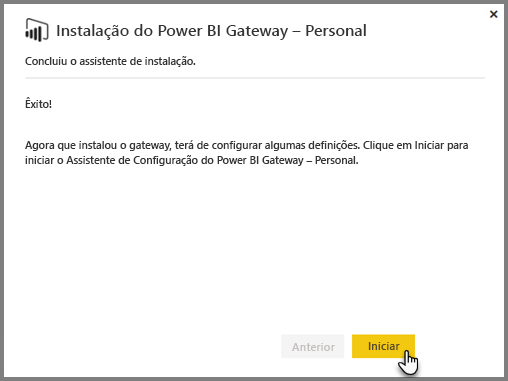 Instalação do Power BI Gateway – Personal
Concluiu o assistente de instalação.
Êxito!
Agora que instalou o gateway, terá de configurar algumas definições. Clique em Iniciar para
iniciar o Assistente de Configuração do Power BI Gateway – Personal.
Anterior
Iniciar